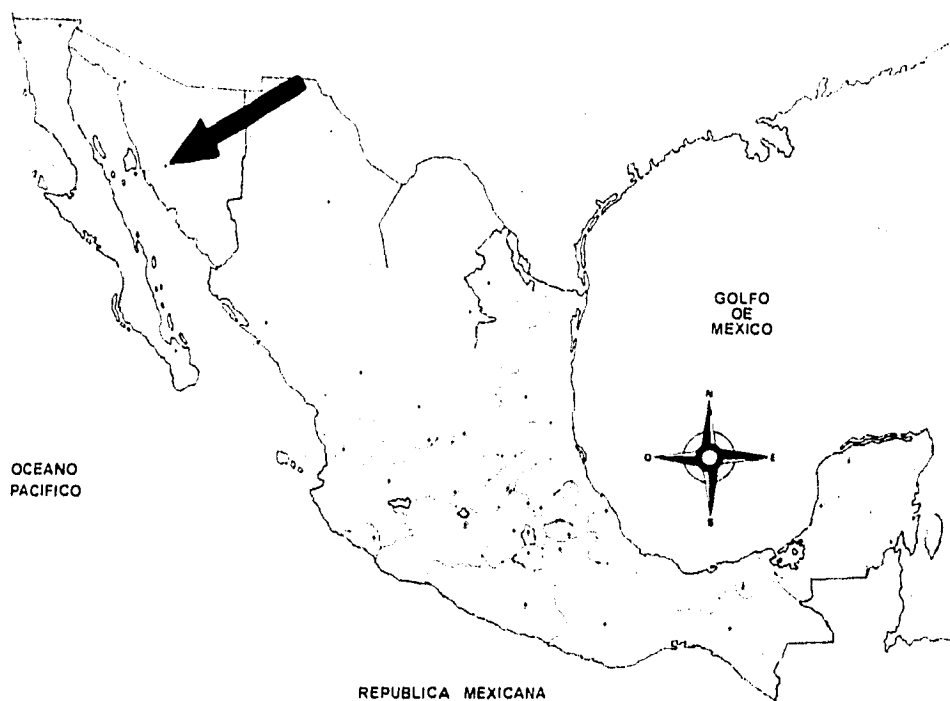 GOLFO
OE
MEXICO
N
O
E
S
OCEANO
PACIFICO
REPUBLICA MEXICANA